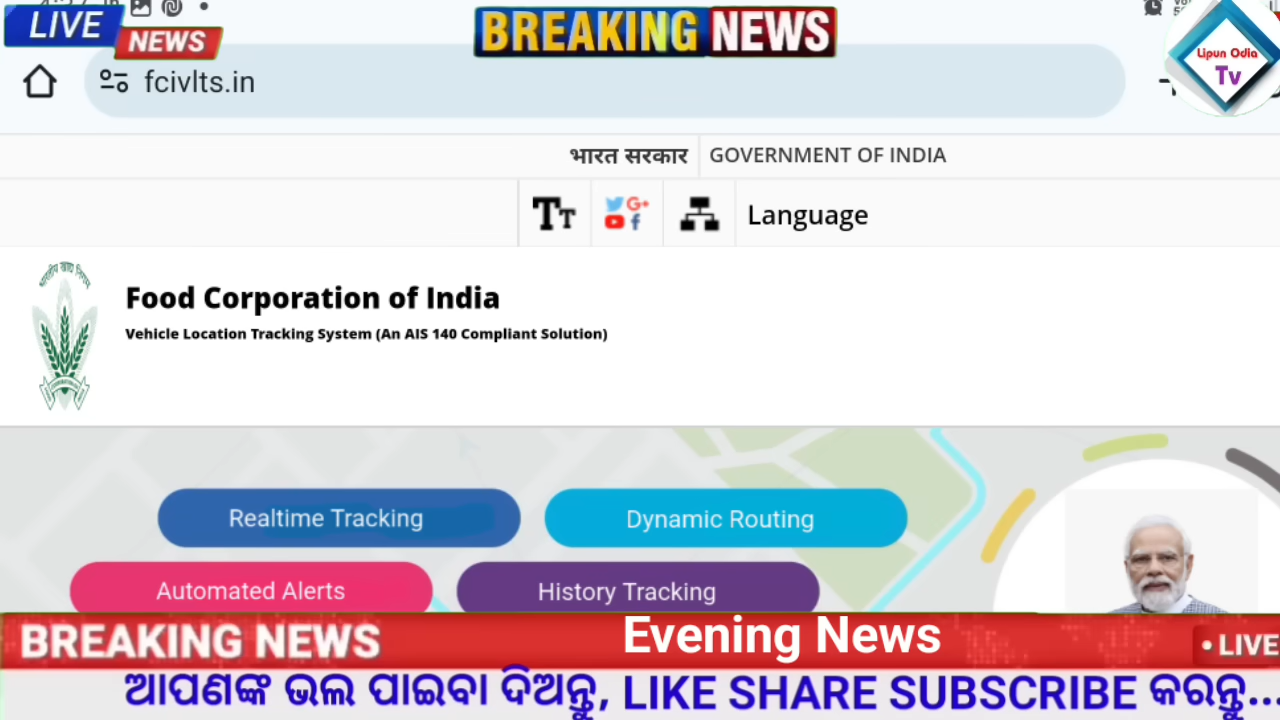 LIVE
NEWS
BREAKING NEWS
Lipun Odia
Tv
fcivlts.in
भारत सरकार GOVERNMENT OF INDIA
Language
Food Corporation of India
Vehicle Location Tracking System (An AIS 140 Compliant Solution)
Realtime Tracking
Dynamic Routing
Automated Alerts
History Tracking
BREAKING NEWS
Evening News
• LIVE
ଆପଣଙ୍କ ଭଲ ପାଇବା ଦିଅନ୍ତୁ, LIKE SHARE SUBSCRIBE କରନ୍ତୁ...